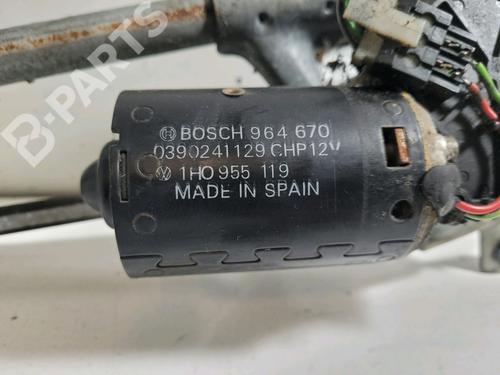 BOSCH 964 670
0390241129 CHP12V
1H0 955 119
MADE IN SPAIN
B-PARTS